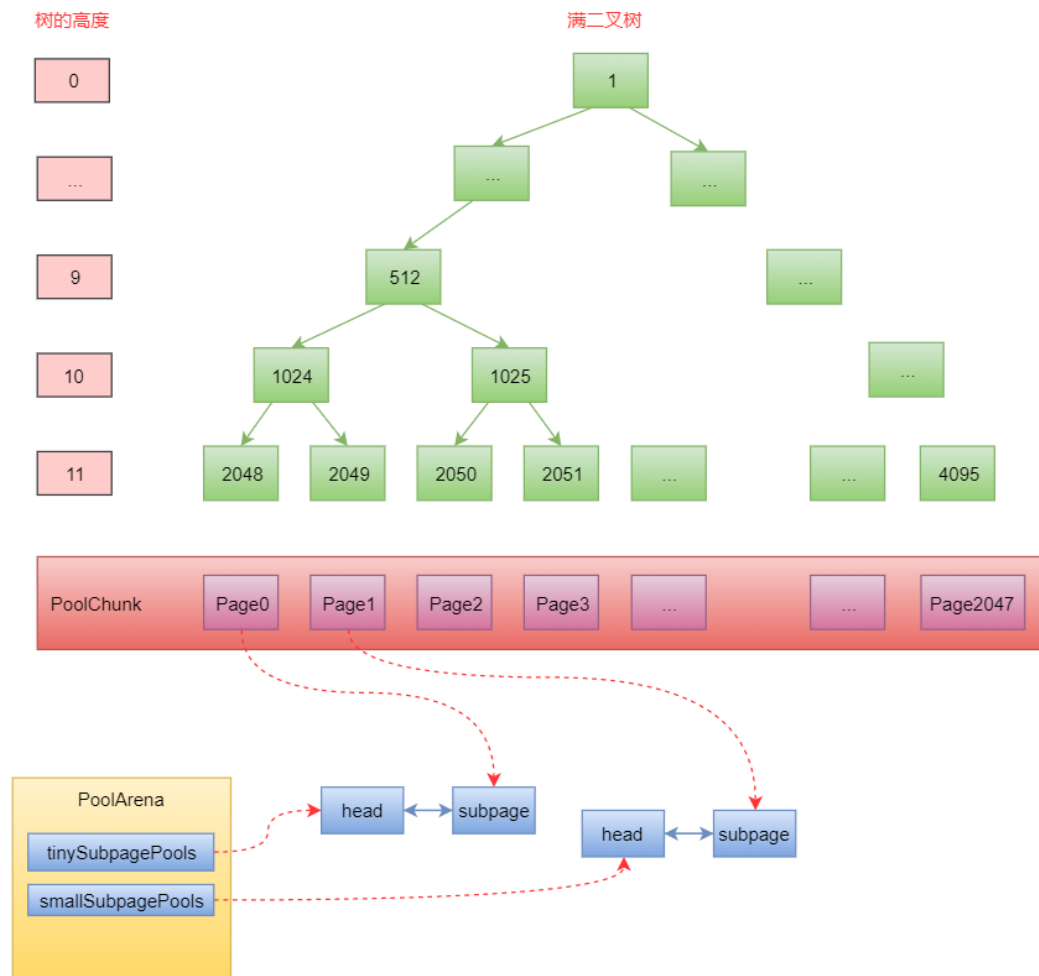 树的高度
满二叉树
0
1
...
...
...
9
512
...
10
1024
1025
...
11
2048
2049
2050
2051
...
...
4095
PoolChunk
Page0
Page1
Page2
Page3
...
...
Page2047
PoolArena
tinySubpagePools
smallSubpagePools
head
subpage
head
subpage